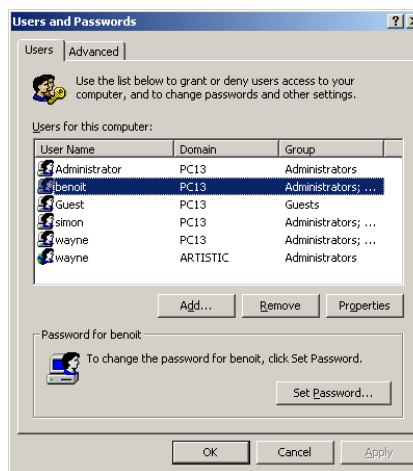 Users and Passwords
Users Advanced
Use the list below to grant or deny users access to your
computer, and to change passwords and other settings.
Users for this computer:
User Name Domain Group
Administrator PC13 Administrators
benoit PC13 Administrators; ...
Guest PC13 Guests
simon PC13 Administrators; ...
wayne PC13 Administrators; ...
wayne ARTISTIC Administrators
Add... Remove Properties
Password for benoit
To change the password for benoit, click Set Password.
Set Password...
OK Cancel Apply